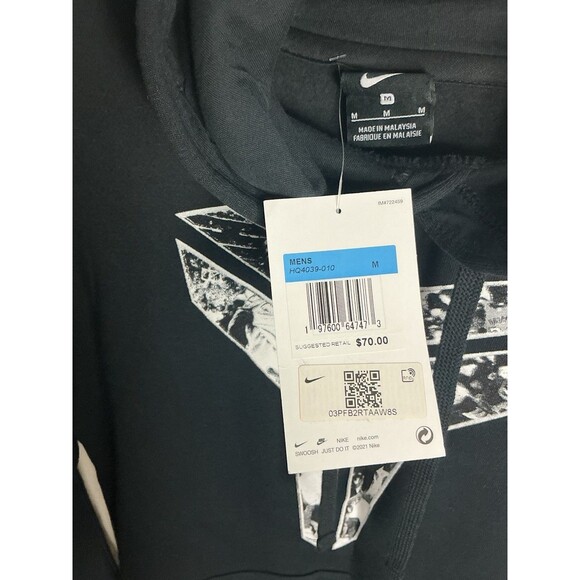 M
M M M
MADE IN MALAYSIA
FABRIQUÉ EN MALAISIE
MENS
HQ4039-010 M
1 97600 64747 3
SUGGESTED RETAIL $70.00
03PFB2RTAAW8S
NIKE nike.com
SWOOSH JUST DO IT ©2021 Nike